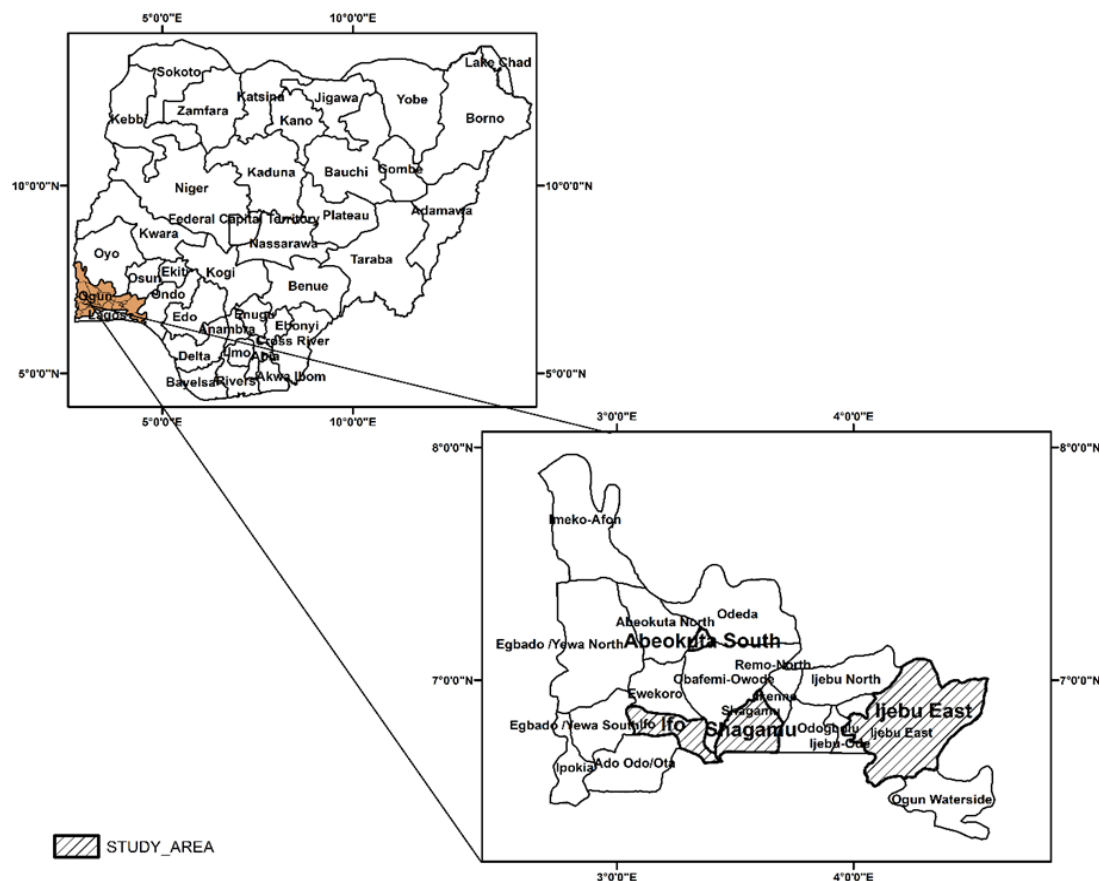 5°0'0"E 10°0'0"E
Lake Chad
Sokoto
Katsina
Jigawa
Yobe
Zamfara
Kebbi
Kano
Borno
10°0'0"N
10°0'0"N
Kaduna
Bauchi
Gombe
Niger
Adamawa
Federal Capital Territory
Plateau
Kwara
Nassarawa
Oyo
Taraba
Kogi
Osun
Ekiti
Benue
Ogun
Ondo
Lagos
Edo
Enugu
Anambra
Ebonyi
Cross River
Delta
Imo
Abia
5°0'0"N
5°0'0"N
Bayelsa
Rivers
Akwa Ibom
5°0'0"E 10°0'0"E
3°0'0"E 4°0'0"E
8°0'0"N
8°0'0"N
Imeko-Afon
Odeda
Abeokuta North
Abeokuta South
Egbado /Yewa North
Remo-North
Obafemi-Owode
Ijebu North
7°0'0"N
7°0'0"N
Ewekoro
Ikenne
Shagamu
Ijebu East
Egbado /Yewa South
Ifo
Ifo
Shagamu
Odogbolu
Ijebu East
Ijebu-Ode
Ipokia
Ado Odo/Ota
Ogun Waterside
STUDY_AREA
3°0'0"E 4°0'0"E